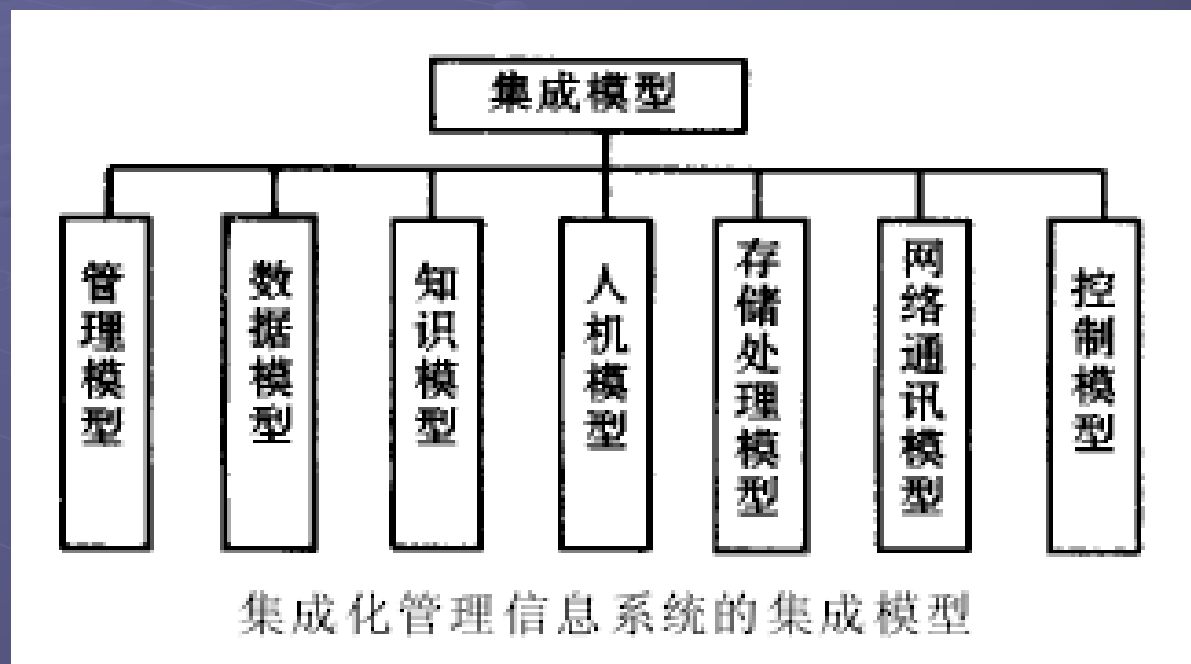 集成模型
管理模型
数据模型
知识模型
人机模型
存储处理模型
网络通讯模型
控制模型
集成化管理信息系统的集成模型